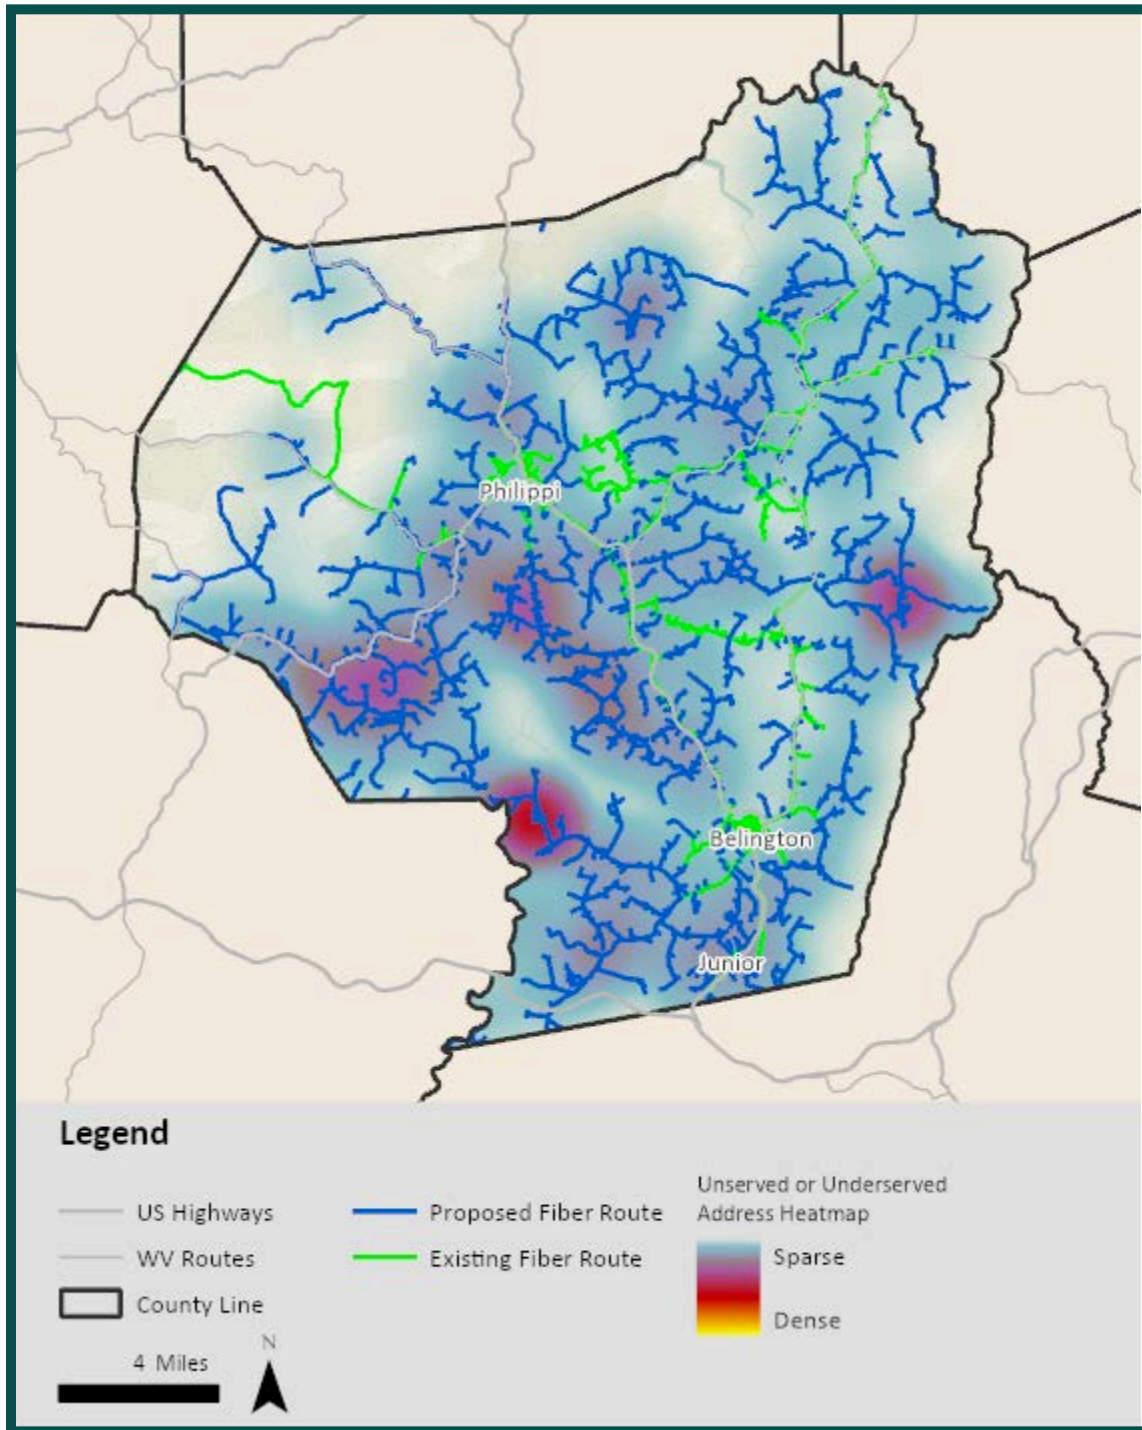 Philippi
Belington
Junior
Legend
US Highways
WV Routes
County Line
4 Miles
N
Proposed Fiber Route
Existing Fiber Route
Unserved or Underserved
Address Heatmap
Sparse
Dense